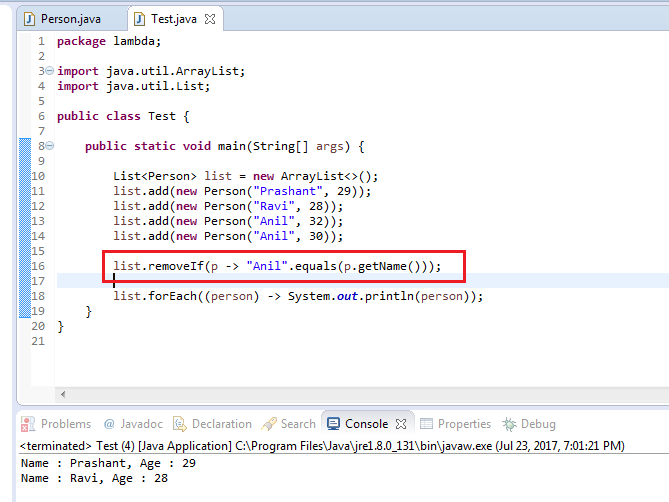 Person.java Test.java
1 package lambda;
2
3 import java.util.ArrayList;
4 import java.util.List;
5
6 public class Test {
7
8 public static void main(String[] args) {
9
10 List<Person> list = new ArrayList<>();
11 list.add(new Person("Prashant", 29));
12 list.add(new Person("Ravi", 28));
13 list.add(new Person("Anil", 32));
14 list.add(new Person("Anil", 30));
15
16 list.removeIf(p -> "Anil".equals(p.getName()));
17
18 list.forEach((person) -> System.out.println(person));
19 }
20 }
21
Problems @ Javadoc Declaration Search Console Properties Debug
<terminated> Test (4) [Java Application] C:\Program Files\Java\jre1.8.0_131\bin\javaw.exe (Jul 23, 2017, 7:01:21 PM)
Name : Prashant, Age : 29
Name : Ravi, Age : 28